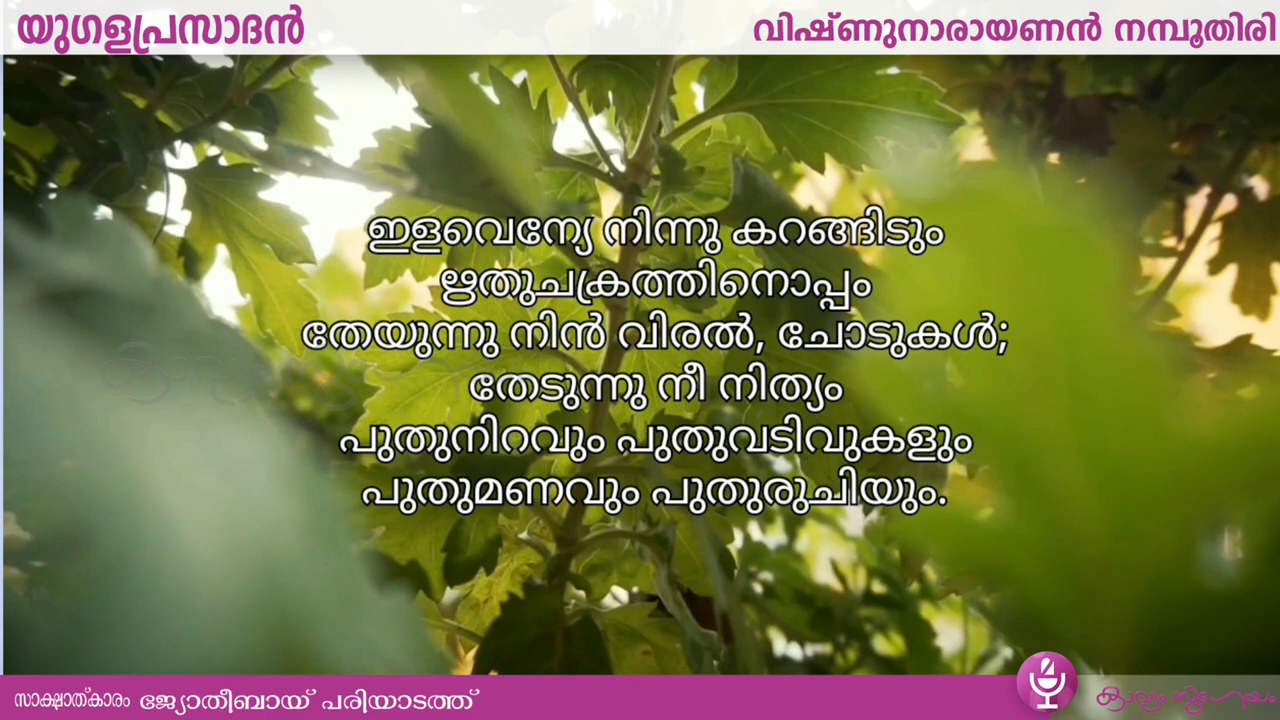 യുഗളപ്രസാദൻ
വിഷ്ണുനാരായണൻ നമ്പൂതിരി
ഇളവെന്യേ നിന്നു കറങ്ങിടും
ഋതുചക്രത്തിനൊപ്പം
തേയുന്നു നിൻ വിരൽ, ചോടുകൾ;
തേടുന്നു നീ നിത്യം
പുതുനിറവും പുതുവടിവുകളും
പുതുമണവും പുതുരുചിയും.
സാക്ഷാത്കാരം ജ്യോതീബായ് പരിയാടത്ത്
കാവ്യം സുഗേയം